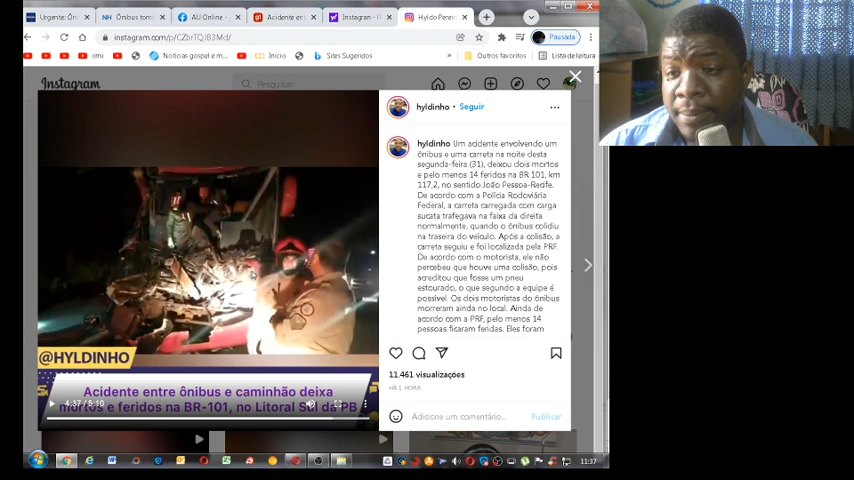 Urgente: Ôni
Ônibus tom
AU Online -
Acidente en
Instagram -
Hyldo Perei
instagram.com/p/CZbrTQJ83Md/
Pausada
omi
Notícias gospel e m...
Início
Sites Sugeridos
Outros favoritos
Lista de leitura
Instagram
Pesquisar
hyldinho
Seguir
hyldinho Um acidente envolvendo um
ônibus e uma carreta na noite desta
segunda-feira (31), deixou dois mortos
e pelo menos 14 feridos na BR 101, km
117,2, no sentido João Pessoa-Recife.
De acordo com a Polícia Rodoviária
Federal, a carreta carregada com carga
sucata trafegava na faixa da direita
normalmente, quando o ônibus colidiu
na traseira do veículo. Após a colisão, a
carreta seguiu e foi localizada pela PRF.
De acordo com o motorista, ele não
percebeu que houve uma colisão, pois
acreditou que fosse um pneu
estourado, o que segundo a equipe é
possível. Os dois motoristas do ônibus
morreram ainda no local. Ainda de
acordo com a PRF, pelo menos 14
pessoas ficaram feridas. Eles foram
@HYLDINHO
Acidente entre ônibus e caminhão deixa
mortos e feridos na BR-101, no Litoral Sul da PB
4:37 / 5:10
11.461 visualizações
HÁ 1 HORA
Adicione um comentário...
Publicar
11:37